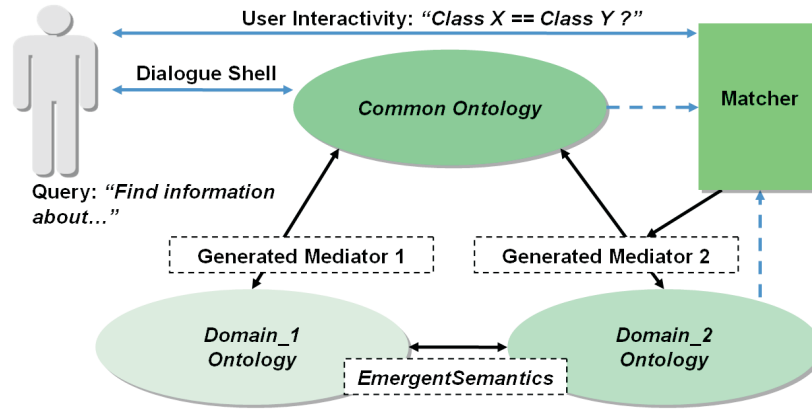 User Interactivity: “Class X == Class Y ?”
Dialogue Shell
Common Ontology
Matcher
Query: “Find information
about…”
Generated Mediator 1
Generated Mediator 2
Domain_1
Ontology
Domain_2
Ontology
EmergentSemantics